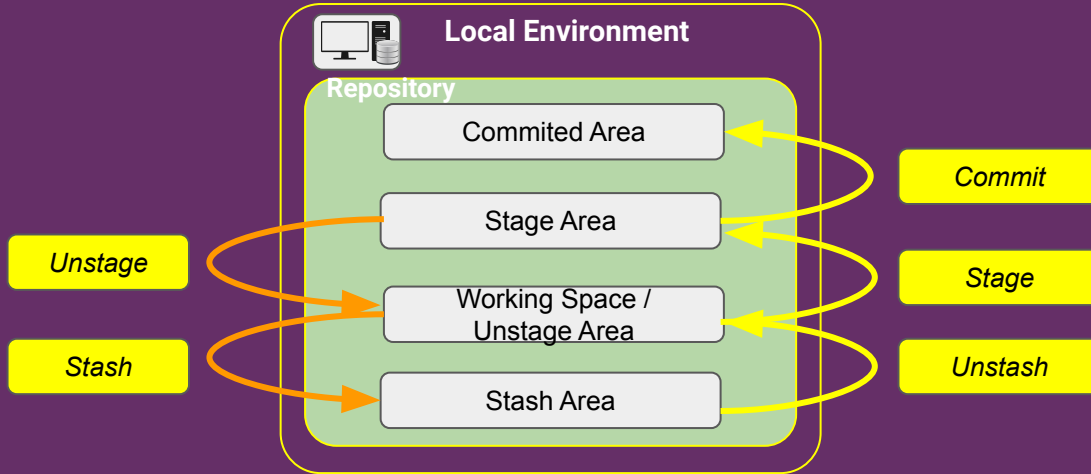 Local Environment
Repository
Commited Area
Commit
Stage Area
Unstage
Stage
Working Space /
Unstage Area
Stash
Unstash
Stash Area